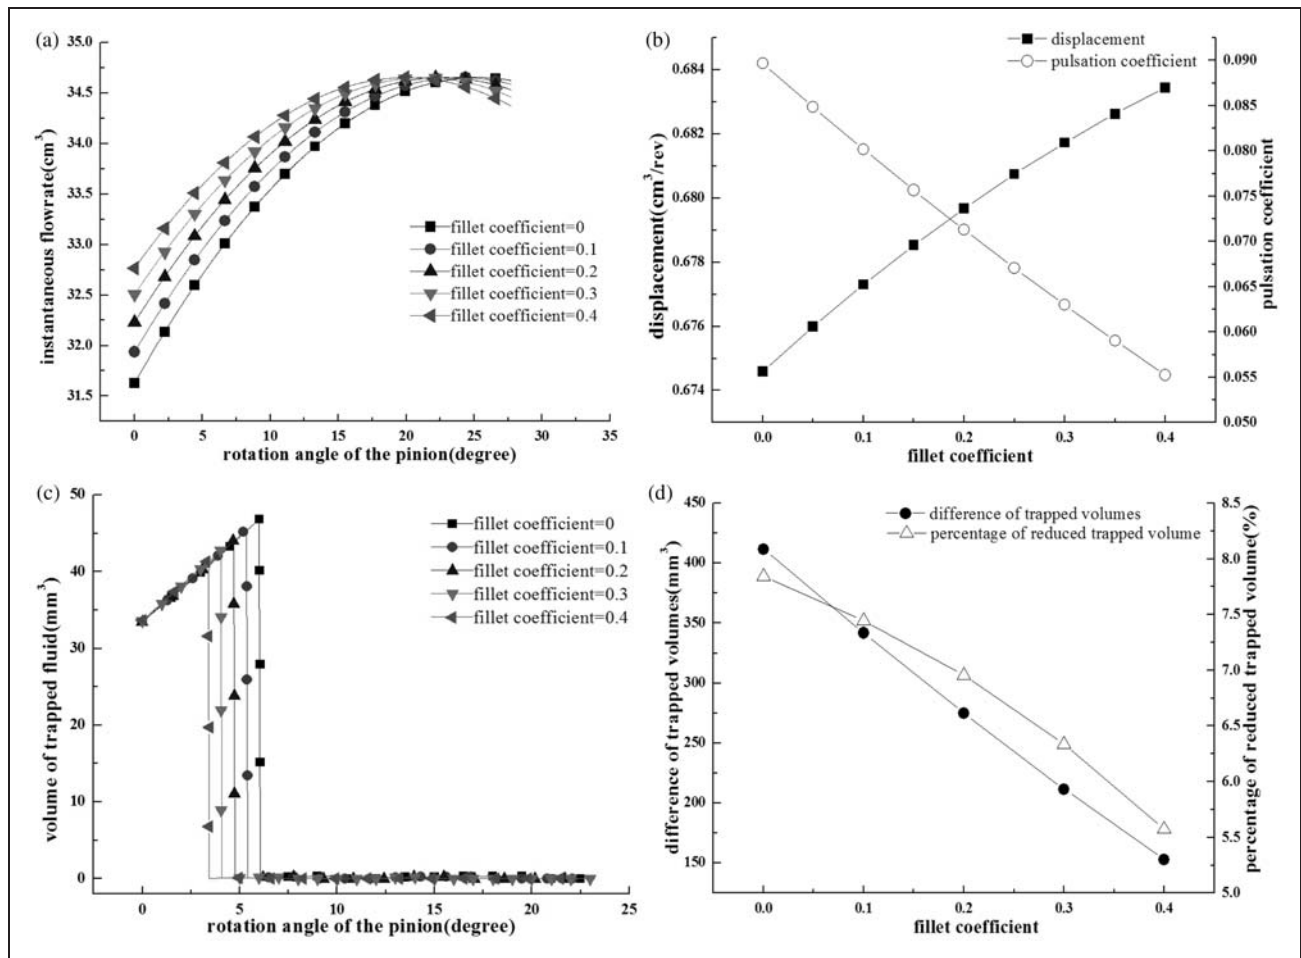 (a)
35.0
34.5
34.0
33.5
33.0
32.5
32.0
31.5
instantaneous flowrate(cm³)
fillet coefficient=0
fillet coefficient=0.1
fillet coefficient=0.2
fillet coefficient=0.3
fillet coefficient=0.4
0 5 10 15 20 25 30 35
rotation angle of the pinion(degree)
(b)
displacement
pulsation coefficient
0.684
0.682
0.680
0.678
0.676
0.674
displacement(cm³/rev)
0.090
0.085
0.080
0.075
0.070
0.065
0.060
0.055
0.050
pulsation coefficient
0.0 0.1 0.2 0.3 0.4
fillet coefficient
(c)
50
40
30
20
10
0
volume of trapped fluid(mm³)
fillet coefficient=0
fillet coefficient=0.1
fillet coefficient=0.2
fillet coefficient=0.3
fillet coefficient=0.4
0 5 10 15 20 25
rotation angle of the pinion(degree)
(d)
difference of trapped volumes
percentage of reduced trapped volume
450
400
350
300
250
200
150
difference of trapped volumes(mm³)
8.5
8.0
7.5
7.0
6.5
6.0
5.5
5.0
percentage of reduced trapped volume(%)
0.0 0.1 0.2 0.3 0.4
fillet coefficient